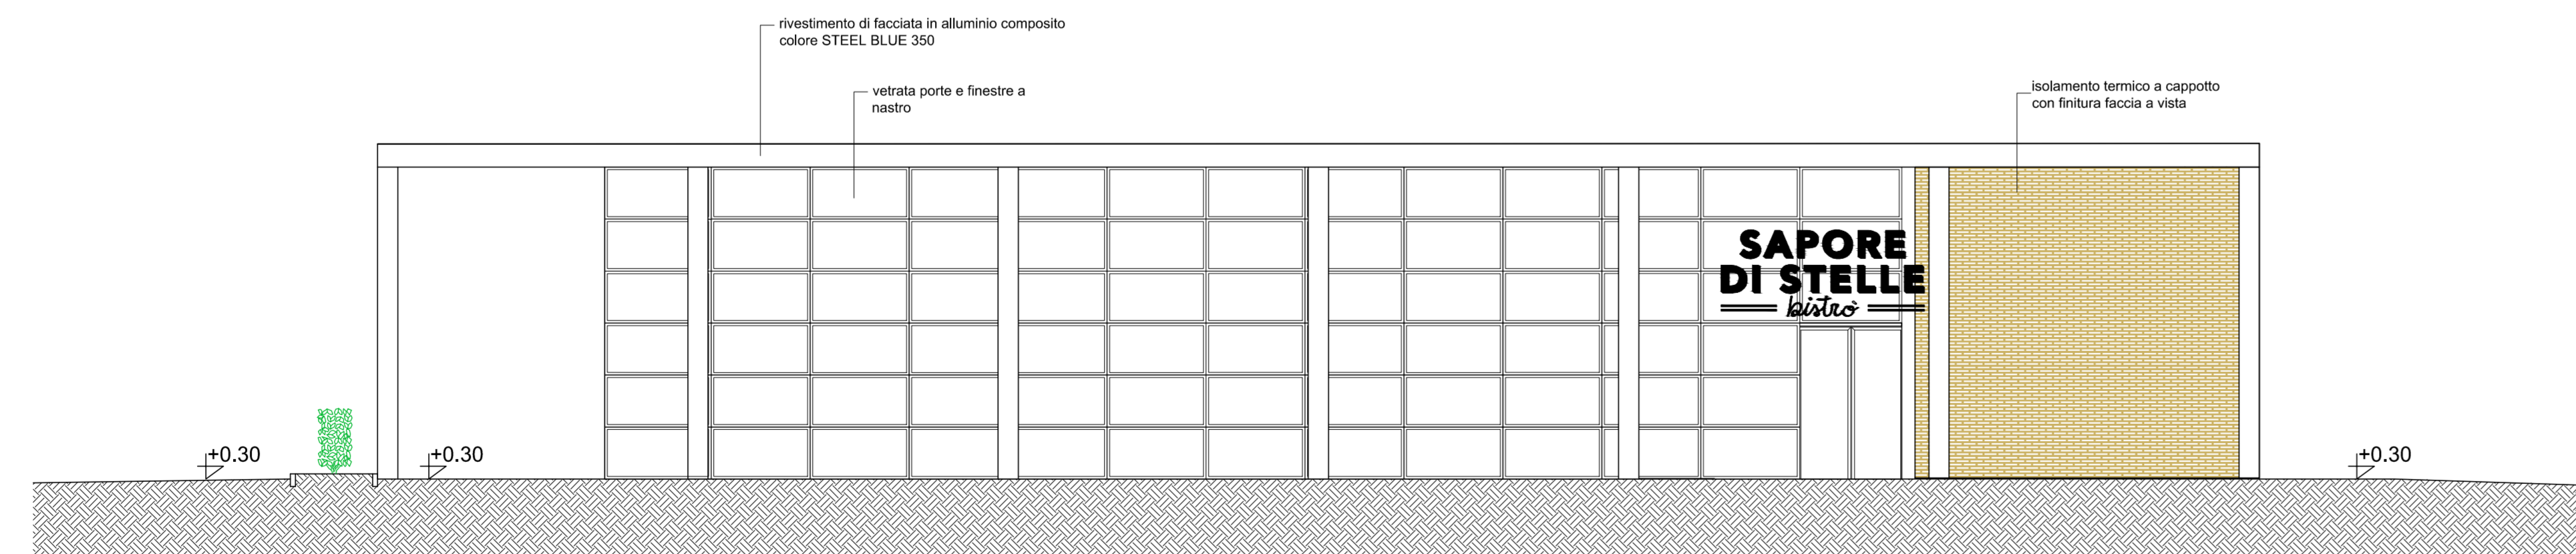 rivestimento di facciata in alluminio composito
colore STEEL BLUE 350
vetrata porte e finestre a
nastro
isolamento termico a cappotto
con finitura faccia a vista
SAPORE
DI STELLE
bistrò
+0.30
+0.30
+0.30